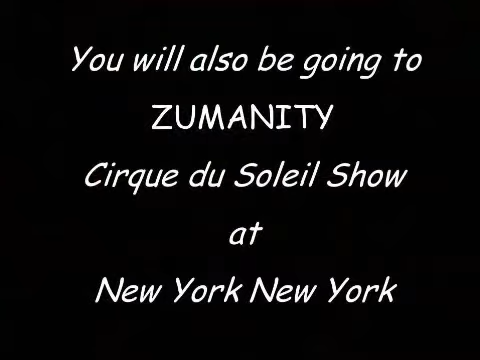 You will also be going to
ZUMANITY
Cirque du Soleil Show
at
New York New York